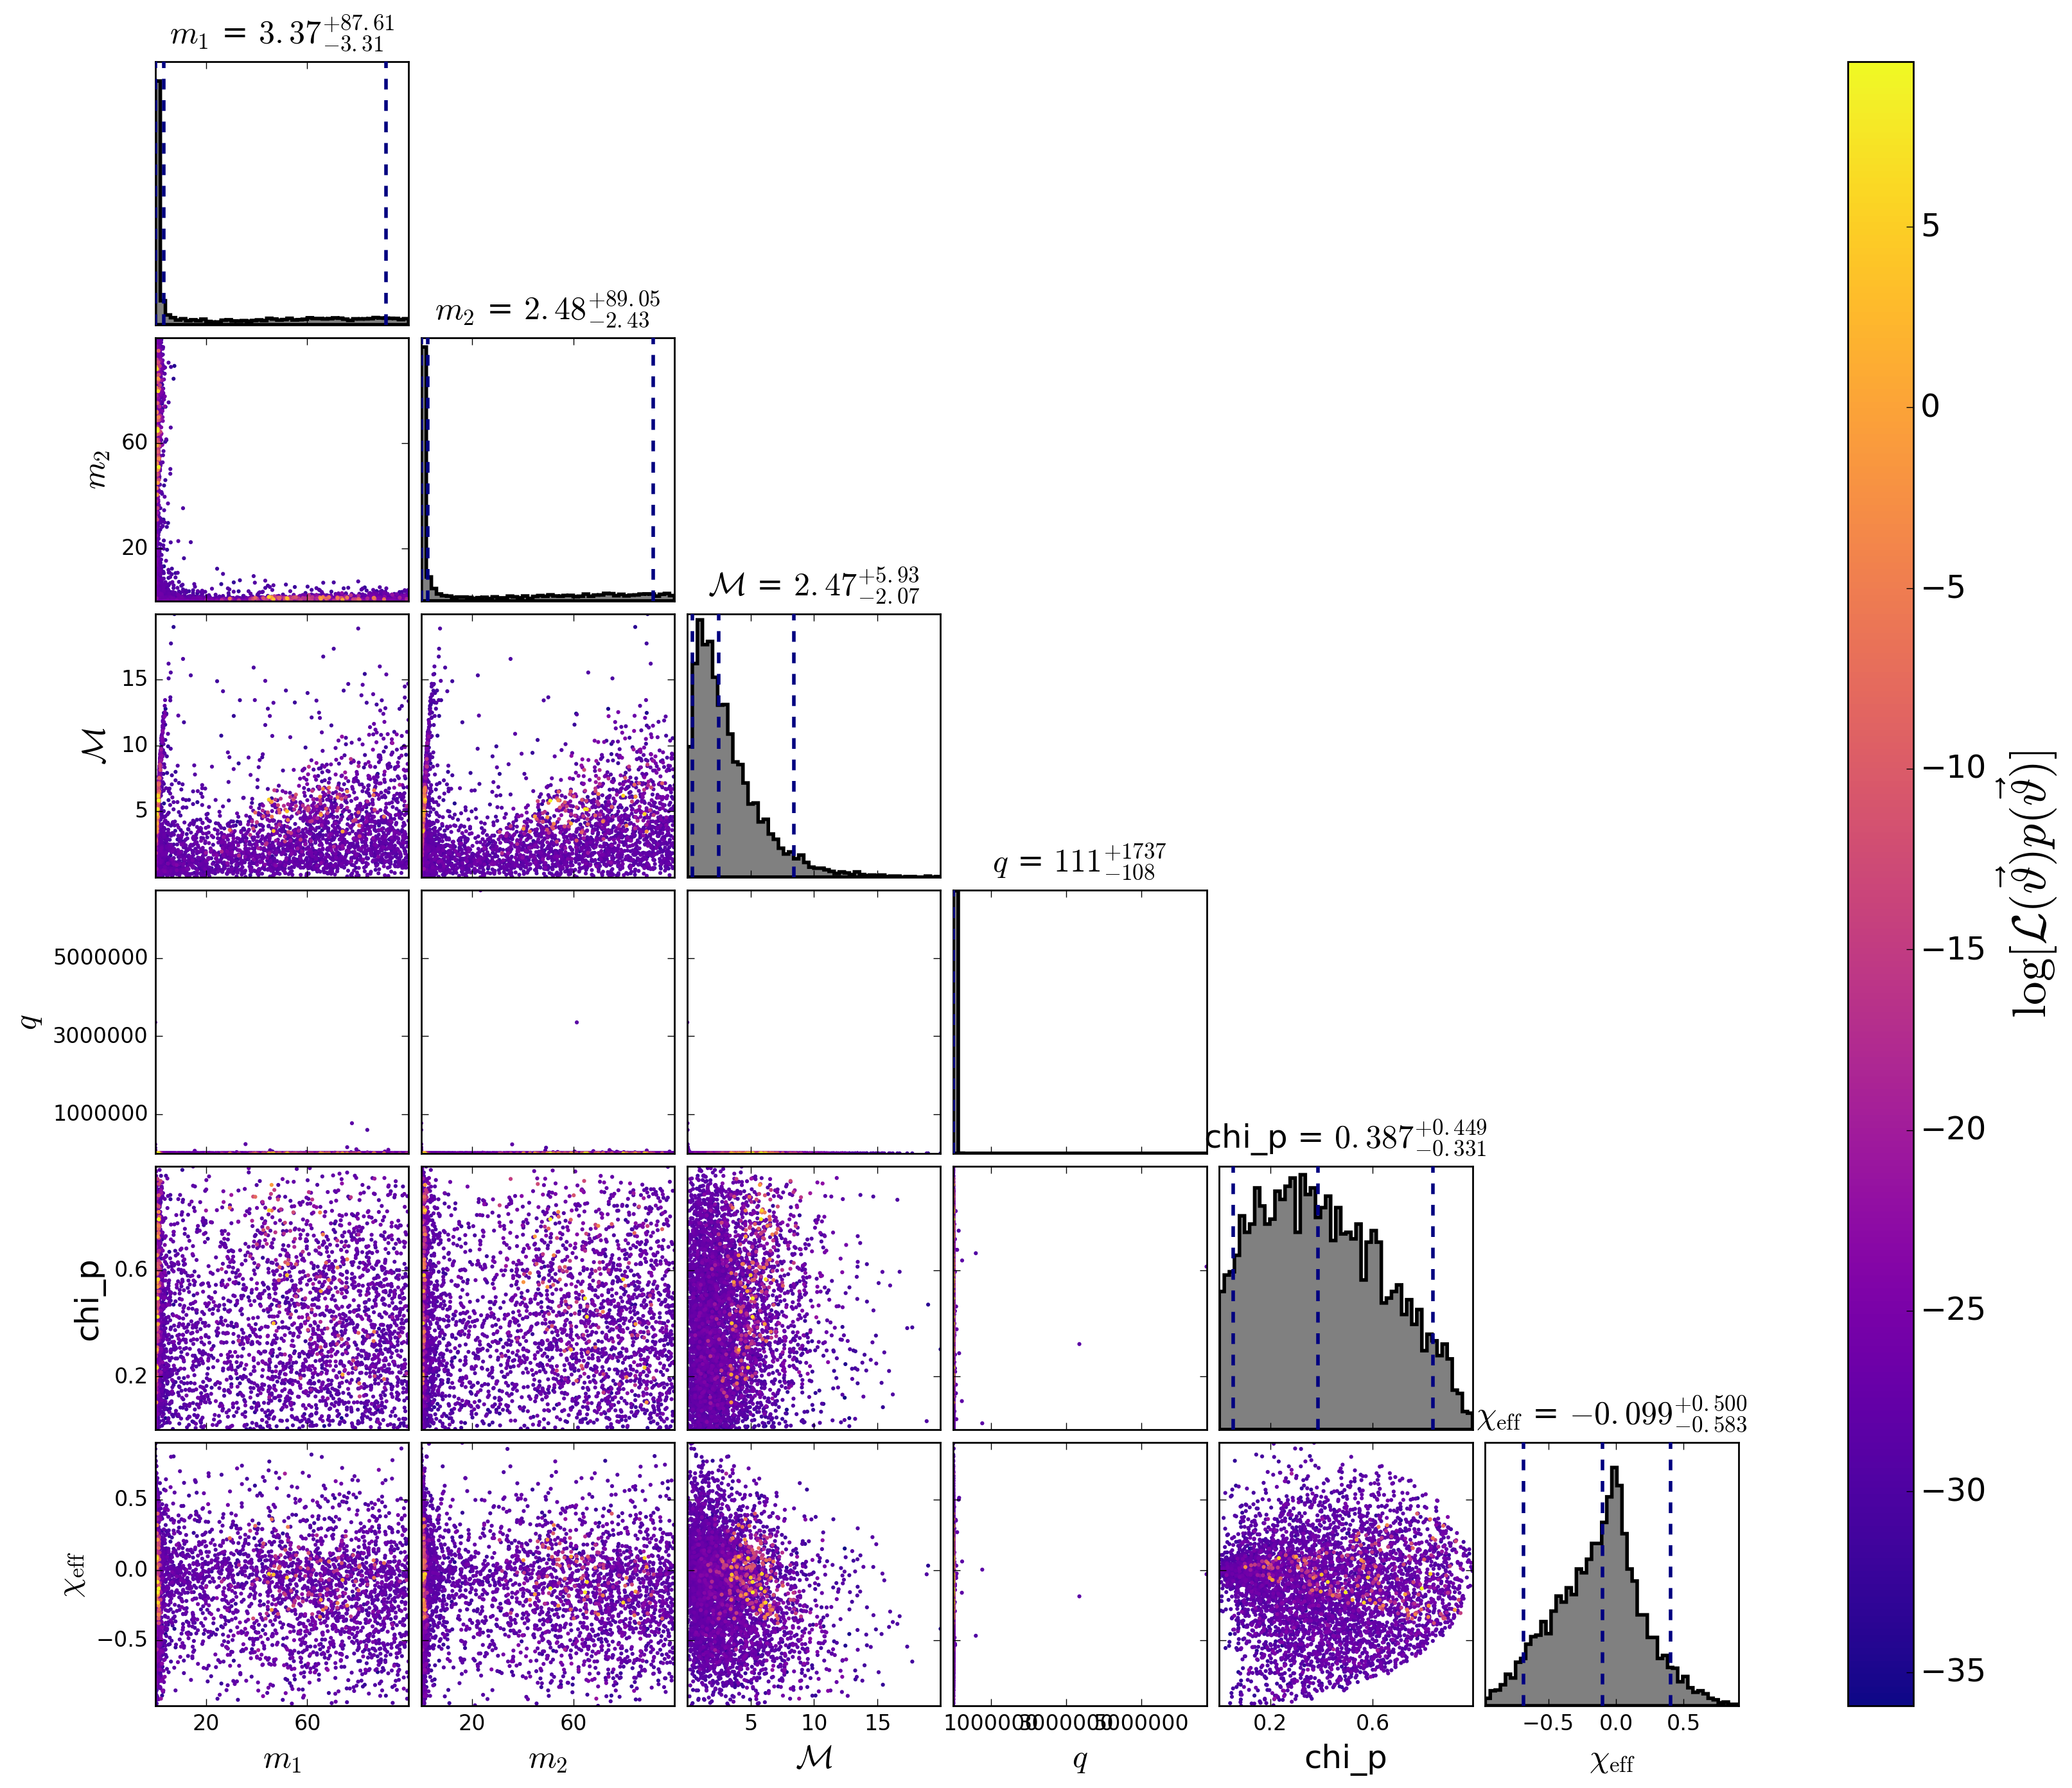 m₁ = 3.37 +87.61 −3.31
m₂ = 2.48 +89.05 −2.43
60
20
m₂
ℳ = 2.47 +5.93 −2.07
15
10
5
ℳ
q = 111 +1737 −108
5000000
3000000
1000000
q
chi_p = 0.387 +0.449 −0.331
0.6
0.2
chi_p
χeff = −0.099 +0.500 −0.583
0.5
0.0
−0.5
χeff
20 60 20 60 5 10 15 1000000 3000000 5000000 0.2 0.6 −0.5 0.0 0.5
m₁ m₂ ℳ q chi_p χeff
5
0
−5
−10
−15
−20
−25
−30
−35
log[ℒ(ϑ⃗)p(ϑ⃗)]